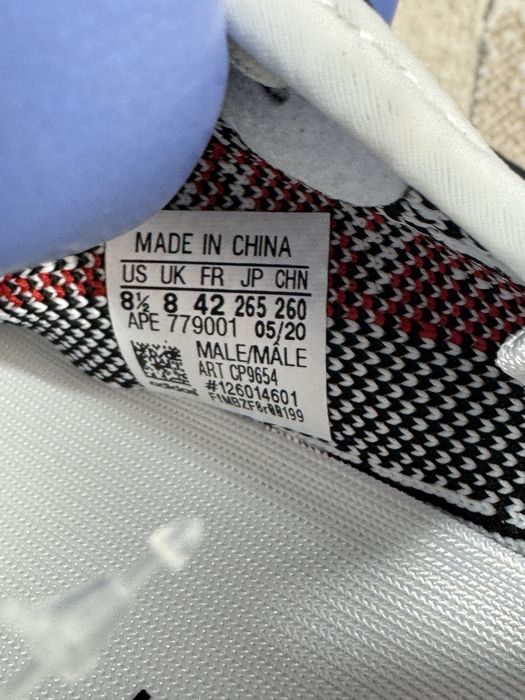 MADE IN CHINA
US UK FR JP CHN
8½ 8 42 265 260
APE 779001 05/20
MALE/MÂLE
ART CP9654
#126014601
adidas